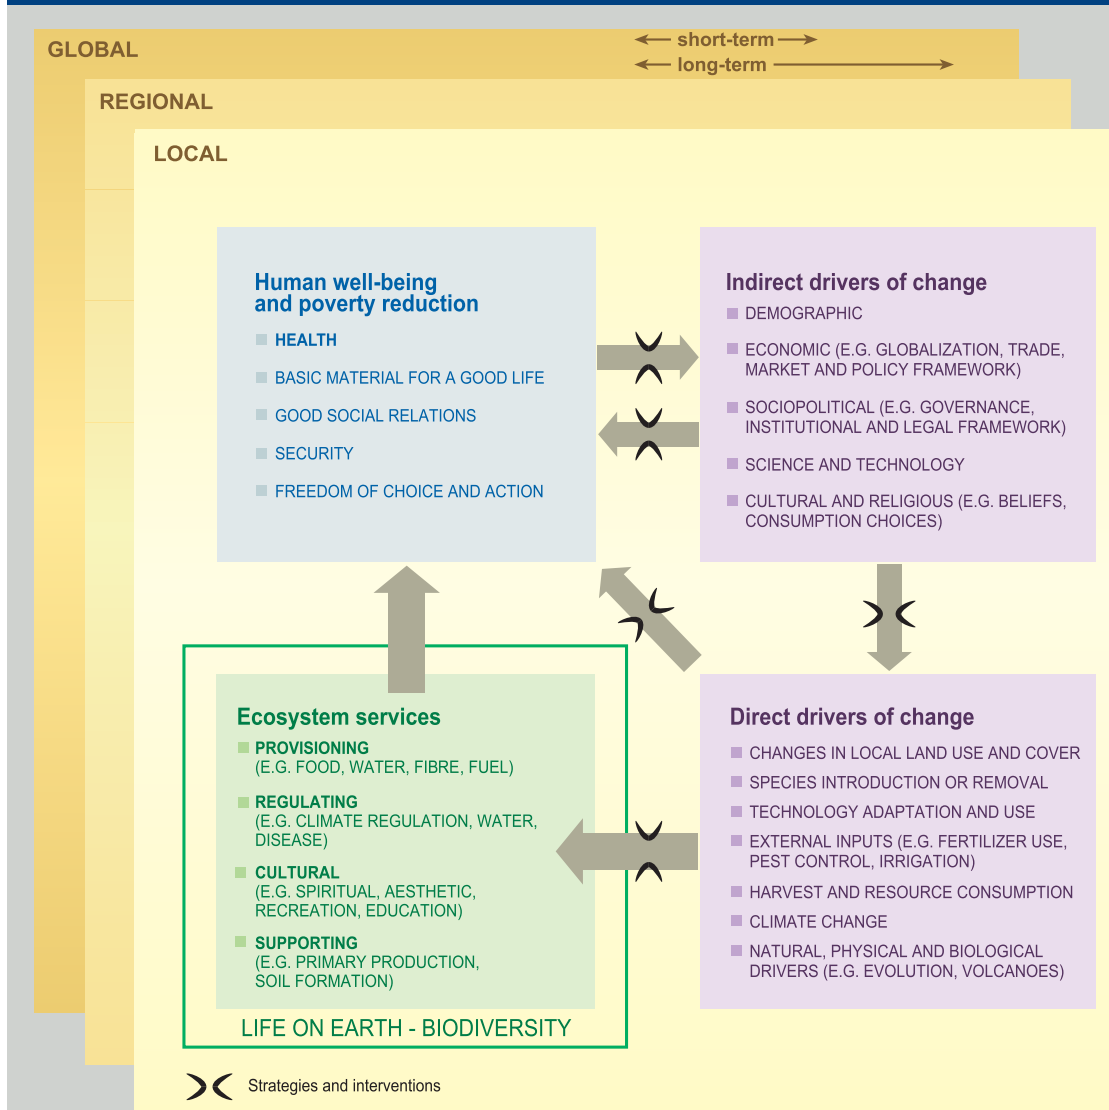 GLOBAL
short-term
long-term
REGIONAL
LOCAL
Human well-being
and poverty reduction
HEALTH
BASIC MATERIAL FOR A GOOD LIFE
GOOD SOCIAL RELATIONS
SECURITY
FREEDOM OF CHOICE AND ACTION
Indirect drivers of change
DEMOGRAPHIC
ECONOMIC (E.G. GLOBALIZATION, TRADE,
MARKET AND POLICY FRAMEWORK)
SOCIOPOLITICAL (E.G. GOVERNANCE,
INSTITUTIONAL AND LEGAL FRAMEWORK)
SCIENCE AND TECHNOLOGY
CULTURAL AND RELIGIOUS (E.G. BELIEFS,
CONSUMPTION CHOICES)
Ecosystem services
PROVISIONING
(E.G. FOOD, WATER, FIBRE, FUEL)
REGULATING
(E.G. CLIMATE REGULATION, WATER,
DISEASE)
CULTURAL
(E.G. SPIRITUAL, AESTHETIC,
RECREATION, EDUCATION)
SUPPORTING
(E.G. PRIMARY PRODUCTION,
SOIL FORMATION)
LIFE ON EARTH - BIODIVERSITY
Direct drivers of change
CHANGES IN LOCAL LAND USE AND COVER
SPECIES INTRODUCTION OR REMOVAL
TECHNOLOGY ADAPTATION AND USE
EXTERNAL INPUTS (E.G. FERTILIZER USE,
PEST CONTROL, IRRIGATION)
HARVEST AND RESOURCE CONSUMPTION
CLIMATE CHANGE
NATURAL, PHYSICAL AND BIOLOGICAL
DRIVERS (E.G. EVOLUTION, VOLCANOES)
Strategies and interventions